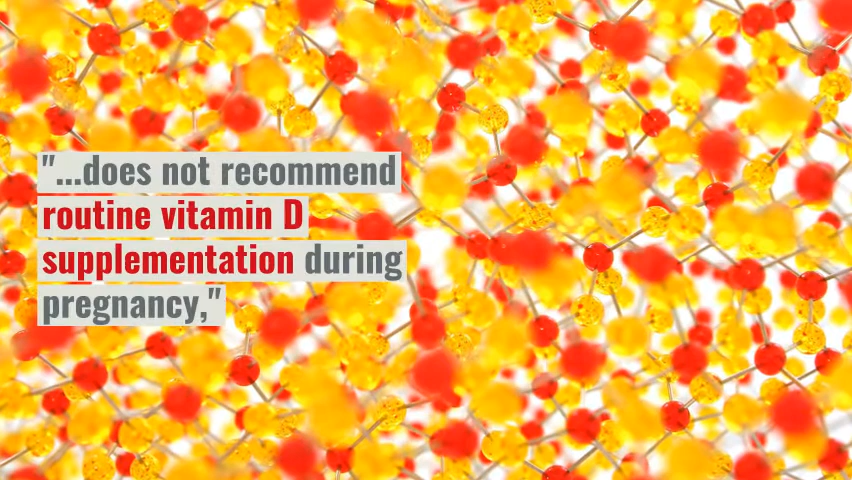 "...does not recommend
routine vitamin D
supplementation during
pregnancy,"